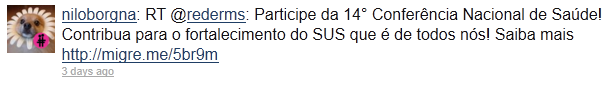 niloborgna: RT @rederms: Participe da 14° Conferência Nacional de Saúde!
Contribua para o fortalecimento do SUS que é de todos nós! Saiba mais
http://migre.me/5br9m
3 days ago